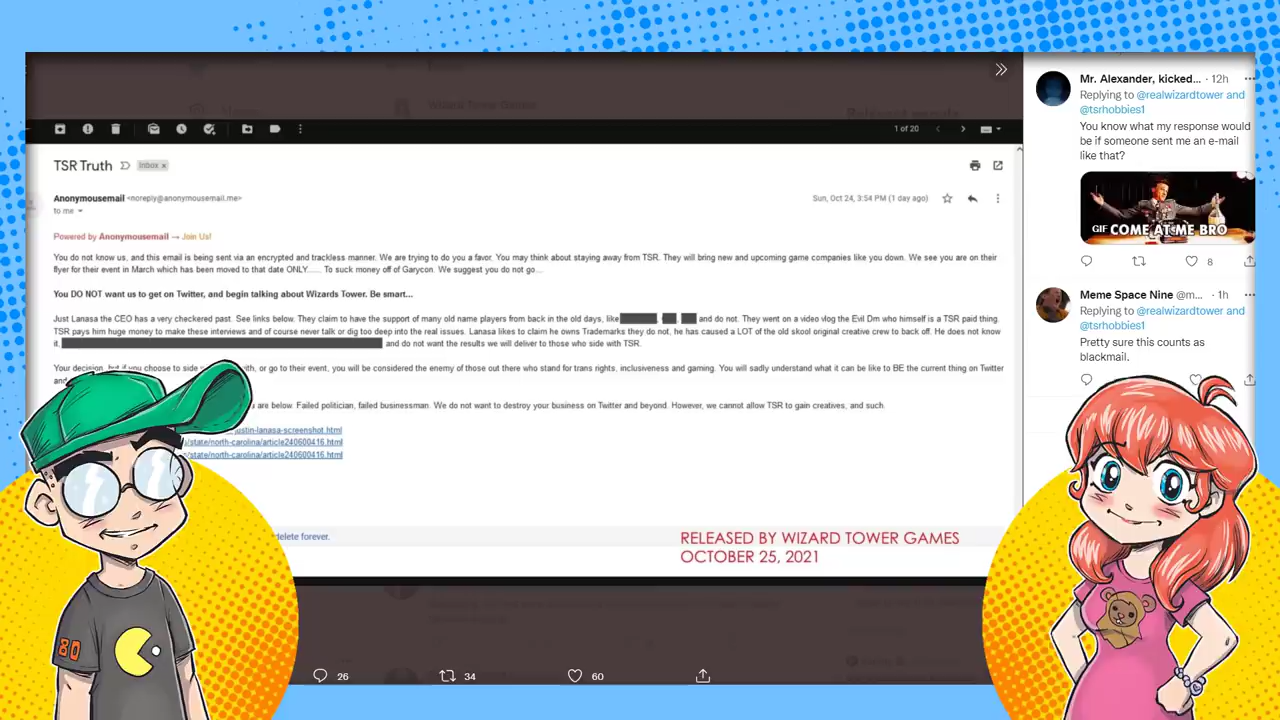 1 of 20
TSR Truth
Inbox x
Anonymousemail <noreply@anonymousemail.me>
Sun, Oct 24, 3:54 PM (1 day ago)
to me
Powered by Anonymousemail → Join Us!
You do not know us, and this email is being sent via an encrypted and trackless manner. We are trying to do you a favor. You may think about staying away from TSR. They will bring new and upcoming game companies like you down. We see you are on their
flyer for their event in March which has been moved to that date ONLY...... To suck money off of Garycon. We suggest you do not go...
You DO NOT want us to get on Twitter, and begin talking about Wizards Tower. Be smart...
Just Lanasa the CEO has a very checkered past. See links below. They claim to have the support of many old name players from back in the old days, like and do not. They went on a video vlog the Evil Dm who himself is a TSR paid thing.
TSR pays him huge money to make these interviews and of course never talk or dig too deep into the real issues. Lanasa likes to claim he owns Trademarks they do not, he has caused a LOT of the old skool original creative crew to back off. He does not know
it, and do not want the results we will deliver to those who side with TSR.
Your decision, but if you choose to side with, or go to their event, you will be considered the enemy of those out there who stand for trans rights, inclusiveness and gaming. You will sadly understand what it can be like to BE the current thing on Twitter
and
are below. Failed politician, failed businessman. We do not want to destroy your business on Twitter and beyond. However, we cannot allow TSR to gain creatives, and such.
justin-lanasa-screenshot.html
/state/north-carolina/article240600416.html
/state/north-carolina/article240600416.html
delete forever.
RELEASED BY WIZARD TOWER GAMES
OCTOBER 25, 2021
26
34
60
Mr. Alexander, kicked... · 12h
Replying to @realwizardtower and
@tsrhobbies1
You know what my response would
be if someone sent me an e-mail
like that?
GIF COME AT ME BRO
8
Meme Space Nine @m... · 1h
Replying to @realwizardtower and
@tsrhobbies1
Pretty sure this counts as
blackmail.
80